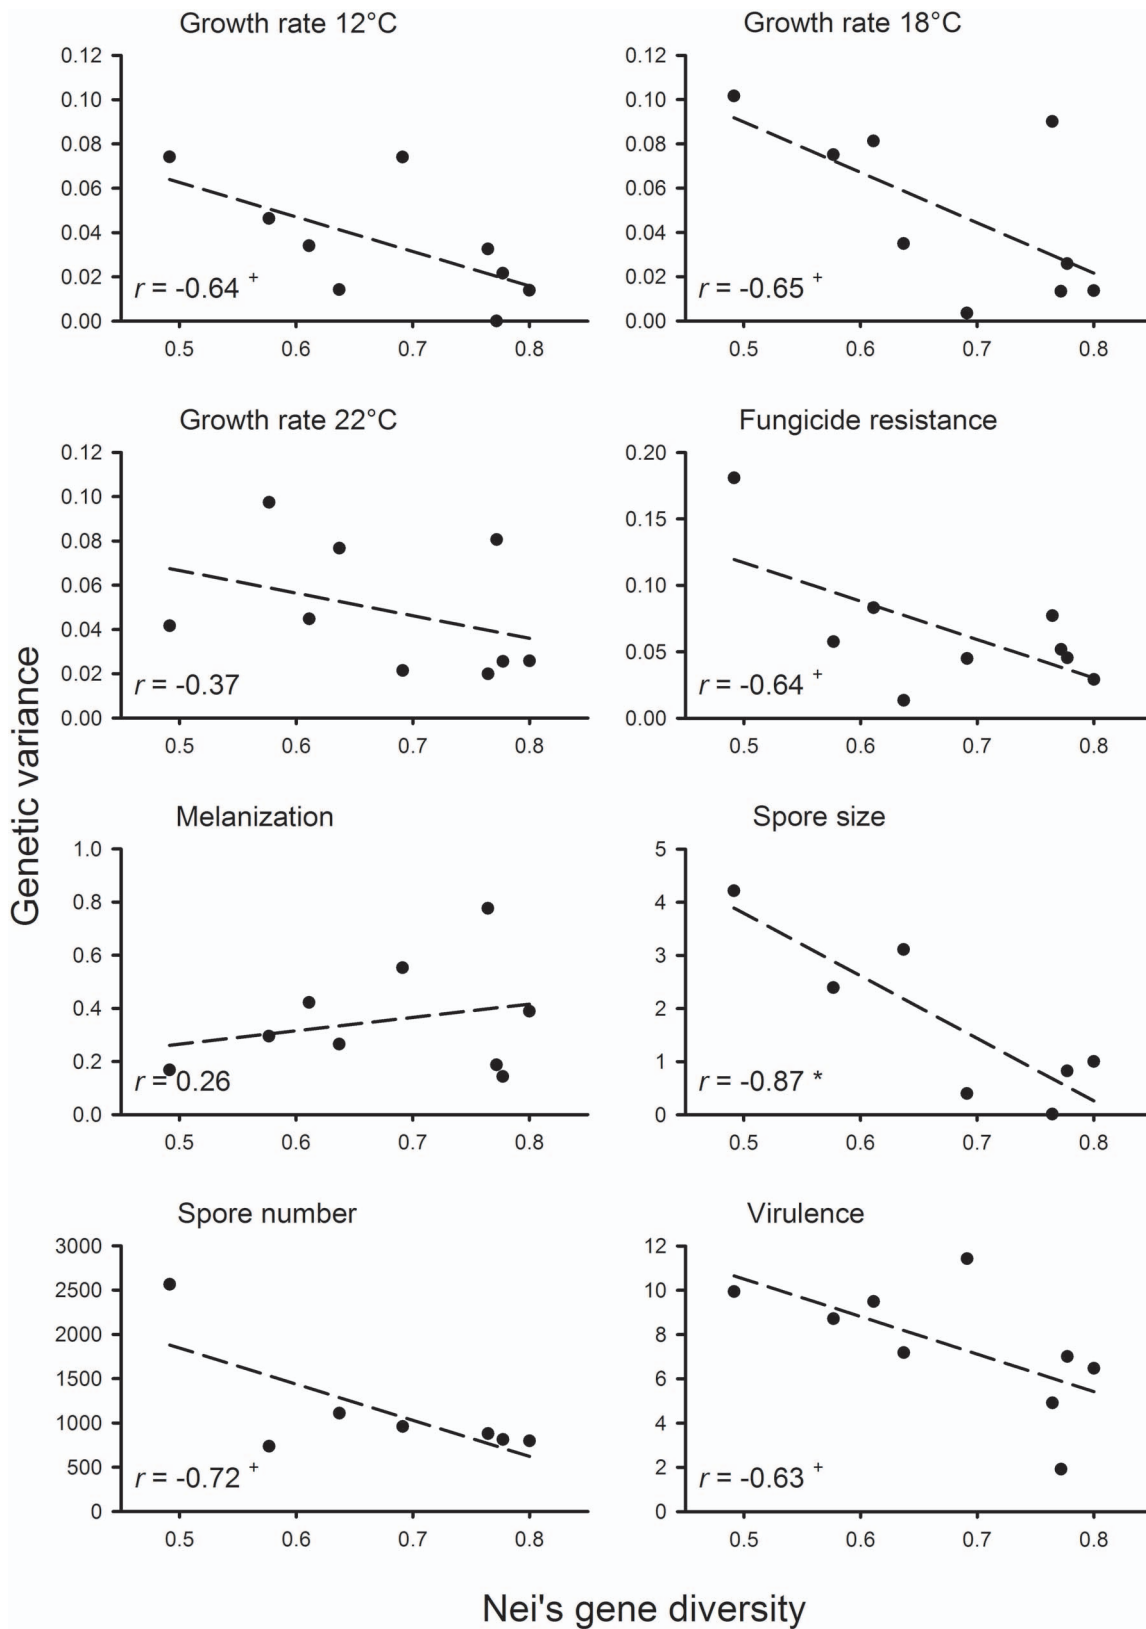 Growth rate 12°C
0.12
0.10
0.08
0.06
0.04
0.02
0.00
r = -0.64 +
0.5 0.6 0.7 0.8
Growth rate 18°C
0.12
0.10
0.08
0.06
0.04
0.02
0.00
r = -0.65 +
0.5 0.6 0.7 0.8
Growth rate 22°C
0.12
0.10
0.08
0.06
0.04
0.02
0.00
r = -0.37
0.5 0.6 0.7 0.8
Fungicide resistance
0.20
0.15
0.10
0.05
0.00
r = -0.64 +
0.5 0.6 0.7 0.8
Genetic variance
Melanization
1.0
0.8
0.6
0.4
0.2
0.0
r = 0.26
0.5 0.6 0.7 0.8
Spore size
5
4
3
2
1
0
r = -0.87 *
0.5 0.6 0.7 0.8
Spore number
3000
2500
2000
1500
1000
500
0
r = -0.72 +
0.5 0.6 0.7 0.8
Virulence
12
10
8
6
4
2
0
r = -0.63 +
0.5 0.6 0.7 0.8
Nei's gene diversity